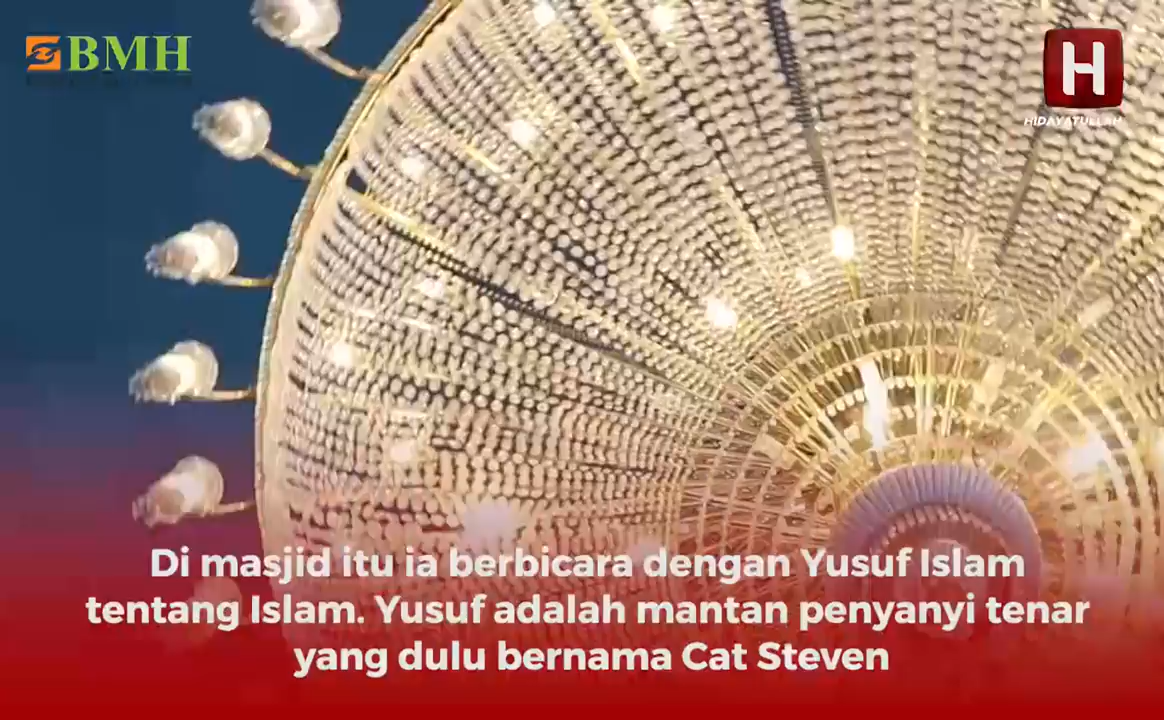 BMH
H
HIDAYATULLAH
Di masjid itu ia berbicara dengan Yusuf Islam
tentang Islam. Yusuf adalah mantan penyanyi tenar
yang dulu bernama Cat Steven